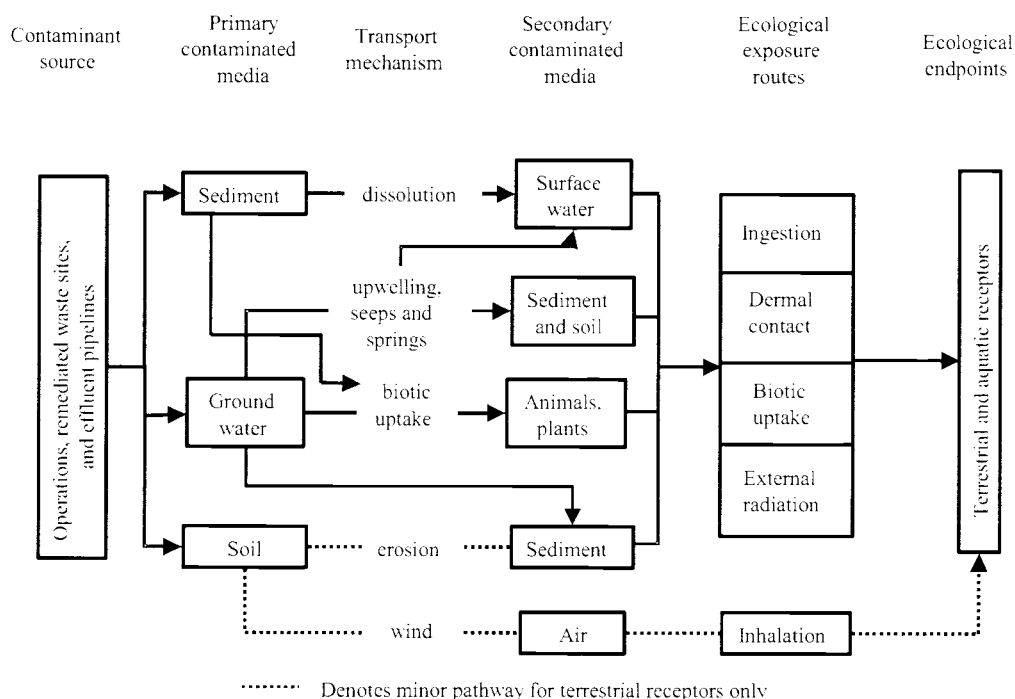 Contaminant
source
Primary
contaminated
media
Transport
mechanism
Secondary
contaminated
media
Ecological
exposure
routes
Ecological
endpoints
Operations, remediated waste sites,
and effluent pipelines
Sediment
dissolution
Surface
water
upwelling,
seeps and
springs
Sediment
and soil
Ground
water
biotic
uptake
Animals,
plants
Soil
erosion
Sediment
wind
Air
Inhalation
Ingestion
Dermal
contact
Biotic
uptake
External
radiation
Terrestrial and aquatic receptors
Denotes minor pathway for terrestrial receptors only